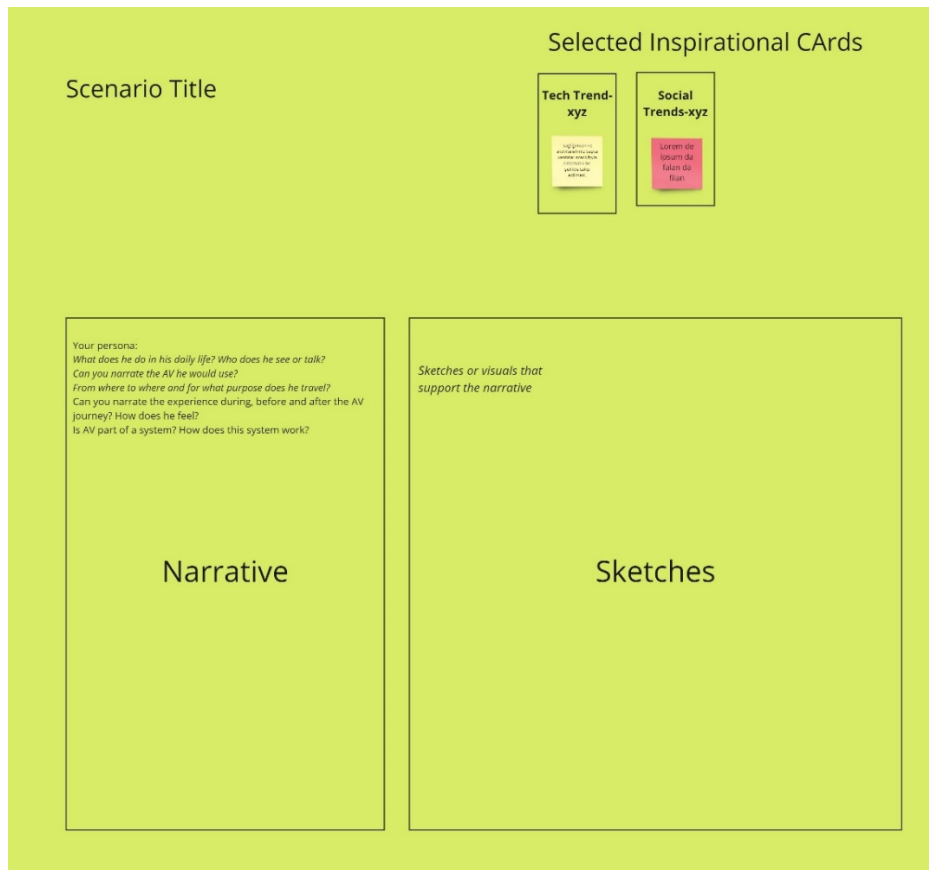 Selected Inspirational CArds
Scenario Title
Tech Trend-
xyz
Social
Trends-xyz
Lorem de
ipsum da
falan da
filan
Your persona:
What does he do in his daily life? Who does he see or talk?
Can you narrate the AV he would use?
From where to where and for what purpose does he travel?
Can you narrate the experience during, before and after the AV
journey? How does he feel?
Is AV part of a system? How does this system work?
Narrative
Sketches or visuals that
support the narrative
Sketches